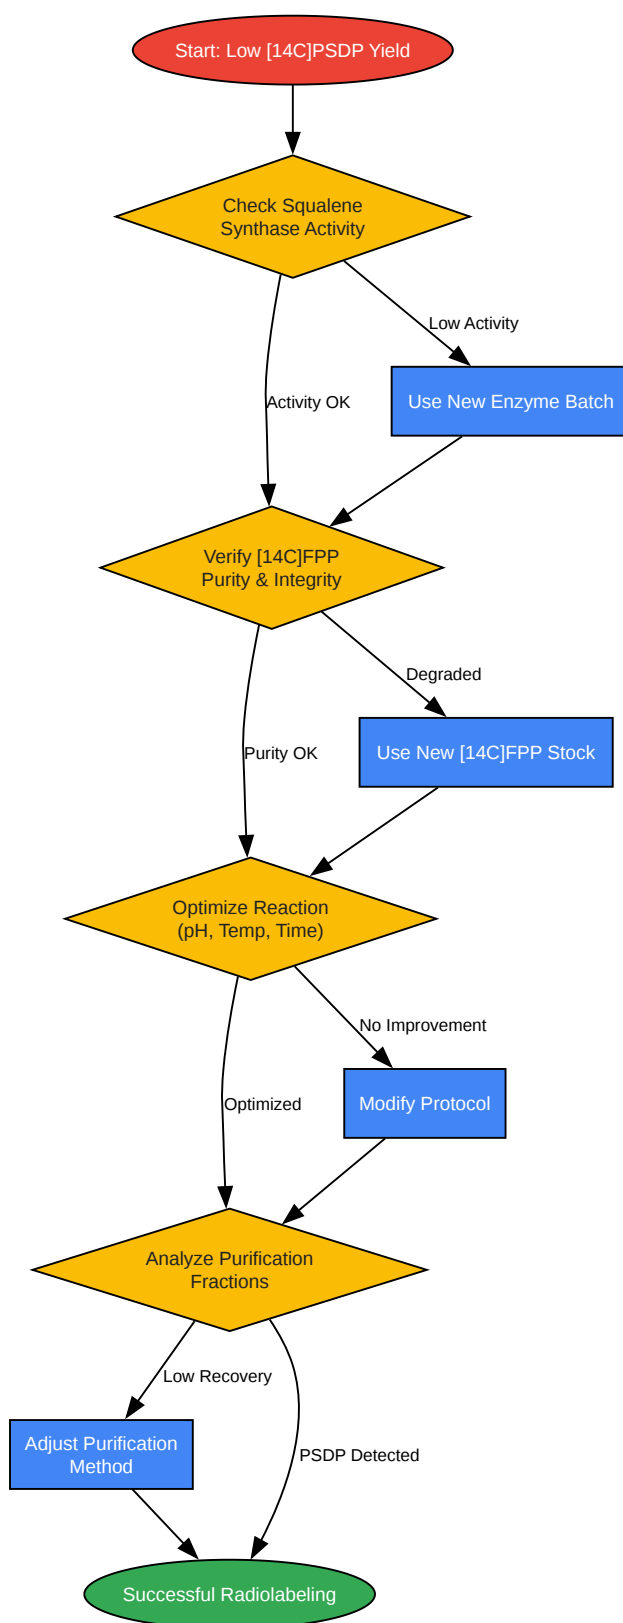 Start: Low [14C]PSDP Yield
Check Squalene
Synthase Activity
Low Activity
Use New Enzyme Batch
Activity OK
Verify [14C]FPP
Purity & Integrity
Degraded
Use New [14C]FPP Stock
Purity OK
Optimize Reaction
(pH, Temp, Time)
No Improvement
Modify Protocol
Optimized
Analyze Purification
Fractions
Low Recovery
Adjust Purification
Method
PSDP Detected
Successful Radiolabeling